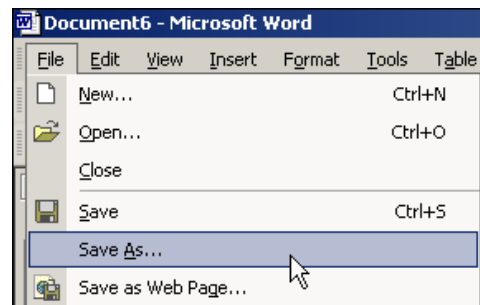 Document6 - Microsoft Word
File Edit View Insert Format Tools Table
New... Ctrl+N
Open... Ctrl+O
Close
Save Ctrl+S
Save As...
Save as Web Page...